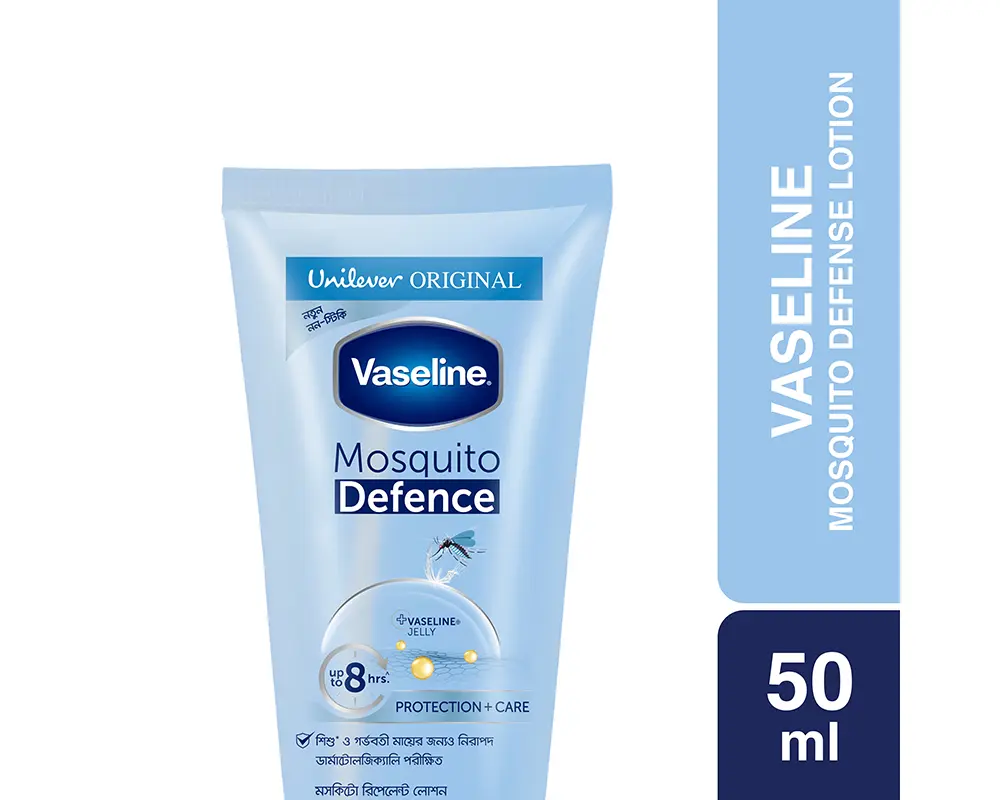 Unilever ORIGINAL
নতুন
নন-স্টিকি
Vaseline®
Mosquito
Defence
VASELINE®
JELLY
up to 8 hrs.^
PROTECTION + CARE
শিশু* ও গর্ভবতী মায়ের জন্যও নিরাপদ
ডার্মাটোলজিক্যালি পরীক্ষিত
মসকিটো রিপেলেন্ট লোশন
VASELINE
MOSQUITO DEFENSE LOTION
50
ml